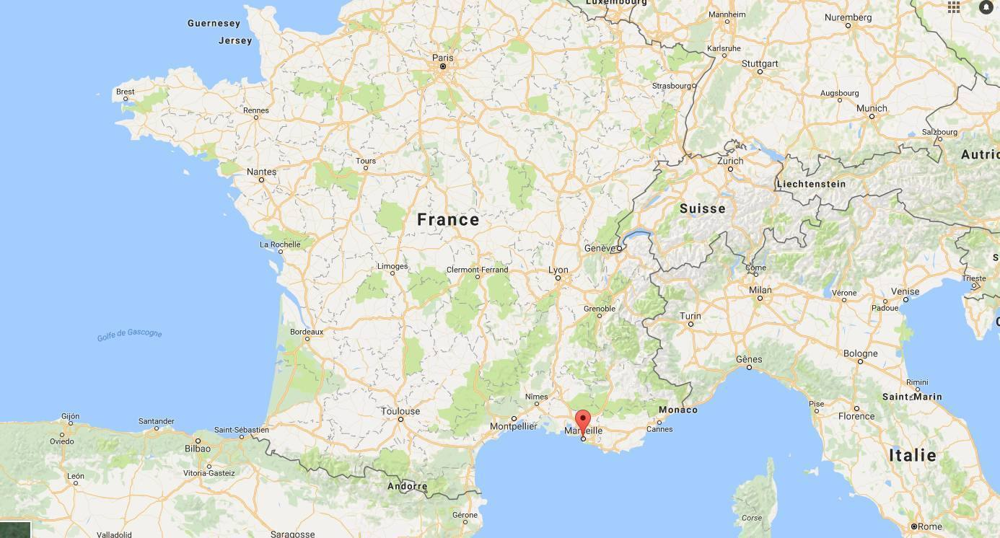 Luxembourg
Guernesey
Mannheim
Nuremberg
Jersey
Karlsruhe
Paris
Stuttgart
Strasbourg
Brest
Augsbourg
Rennes
Munich
Salzbourg
Autric
Tours
Zurich
Nantes
Liechtenstein
Suisse
France
La Rochelle
Genève
Limoges
Clermont-Ferrand
Lyon
Côme
S
Trieste
Milan
Vérone
Venise
Grenoble
Padoue
Turin
Bordeaux
Golfe de Gascogne
Gênes
Bologne
Rimini
Nîmes
Saint-Marin
Toulouse
Monaco
Pise
Florence
Gijón
Santander
Saint-Sébastien
Montpellier
Marseille
Cannes
Oviedo
Bilbao
Italie
León
Vitoria-Gasteiz
Andorre
Gérone
Corse
Rome
Valladolid
Saragosse